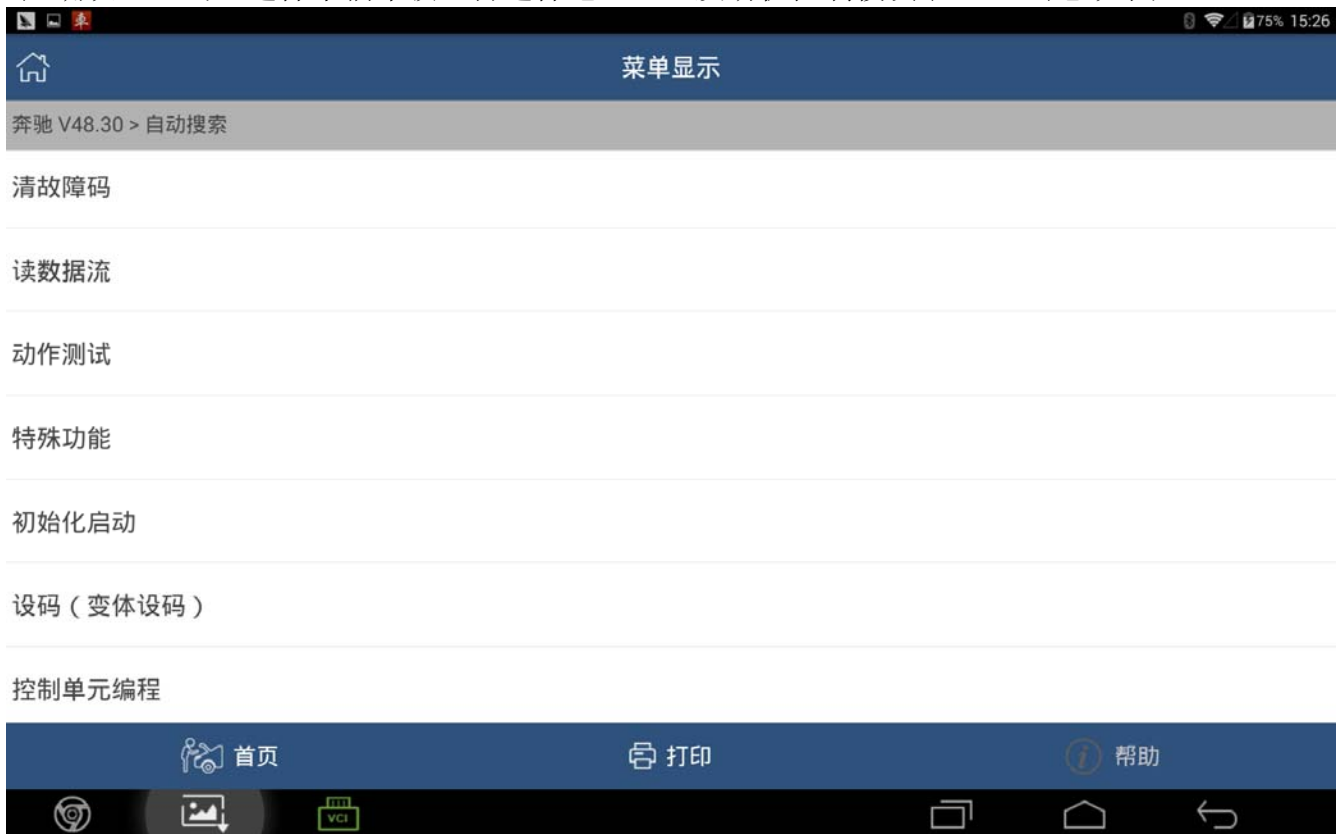 車
75% 15:26
菜单显示
奔驰 V48.30 > 自动搜索
清故障码
读数据流
动作测试
特殊功能
初始化启动
设码（变体设码）
控制单元编程
首页
打印
i 帮助
VCI